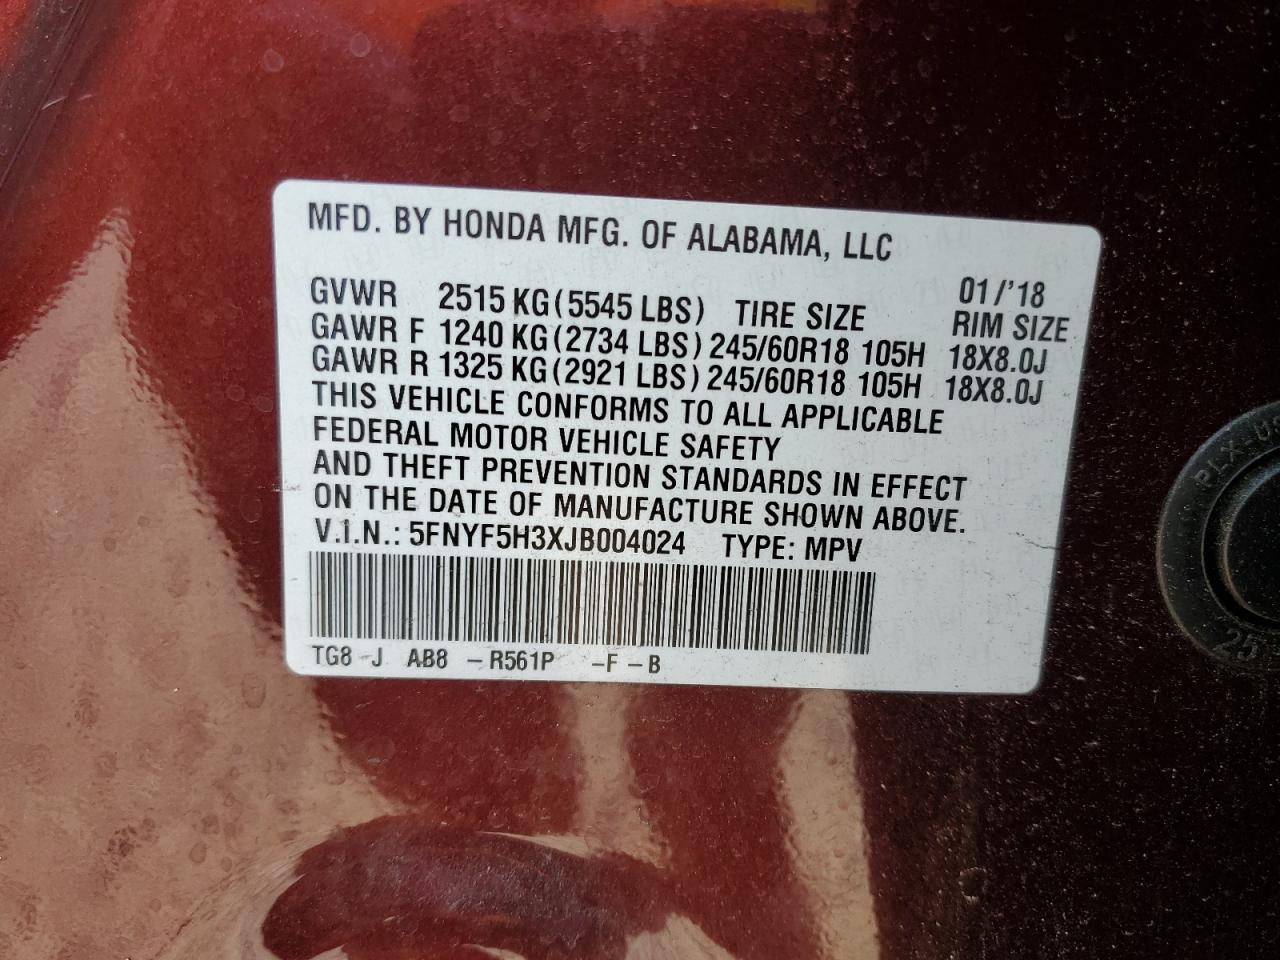 MFD. BY HONDA MFG. OF ALABAMA, LLC
01/'18
GVWR 2515 KG (5545 LBS) TIRE SIZE RIM SIZE
GAWR F 1240 KG (2734 LBS) 245/60R18 105H 18X8.0J
GAWR R 1325 KG (2921 LBS) 245/60R18 105H 18X8.0J
THIS VEHICLE CONFORMS TO ALL APPLICABLE
FEDERAL MOTOR VEHICLE SAFETY
AND THEFT PREVENTION STANDARDS IN EFFECT
ON THE DATE OF MANUFACTURE SHOWN ABOVE.
V.I.N.: 5FNYF5H3XJB004024 TYPE: MPV
TG8-J AB8 -R561P -F-B
25